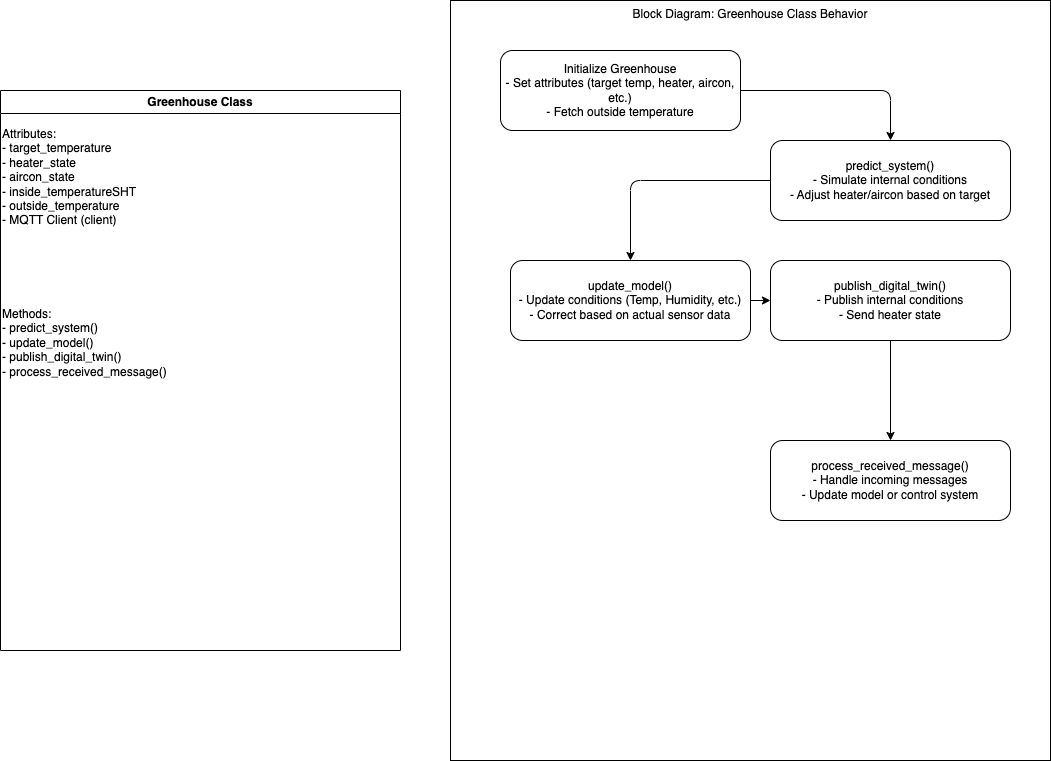 Block Diagram: Greenhouse Class Behavior
Greenhouse Class
Attributes:
- target_temperature
- heater_state
- aircon_state
- inside_temperatureSHT
- outside_temperature
- MQTT Client (client)
Methods:
- predict_system()
- update_model()
- publish_digital_twin()
- process_received_message()
Initialize Greenhouse
- Set attributes (target temp, heater, aircon,
etc.)
- Fetch outside temperature
predict_system()
- Simulate internal conditions
- Adjust heater/aircon based on target
update_model()
- Update conditions (Temp, Humidity, etc.)
- Correct based on actual sensor data
publish_digital_twin()
- Publish internal conditions
- Send heater state
process_received_message()
- Handle incoming messages
- Update model or control system